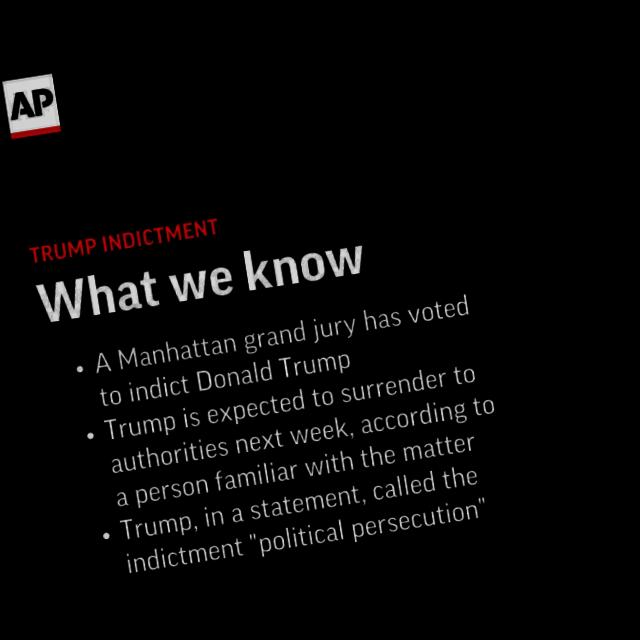 AP
TRUMP INDICTMENT
What we know
• A Manhattan grand jury has voted
to indict Donald Trump
• Trump is expected to surrender to
authorities next week, according to
a person familiar with the matter
• Trump, in a statement, called the
indictment "political persecution"